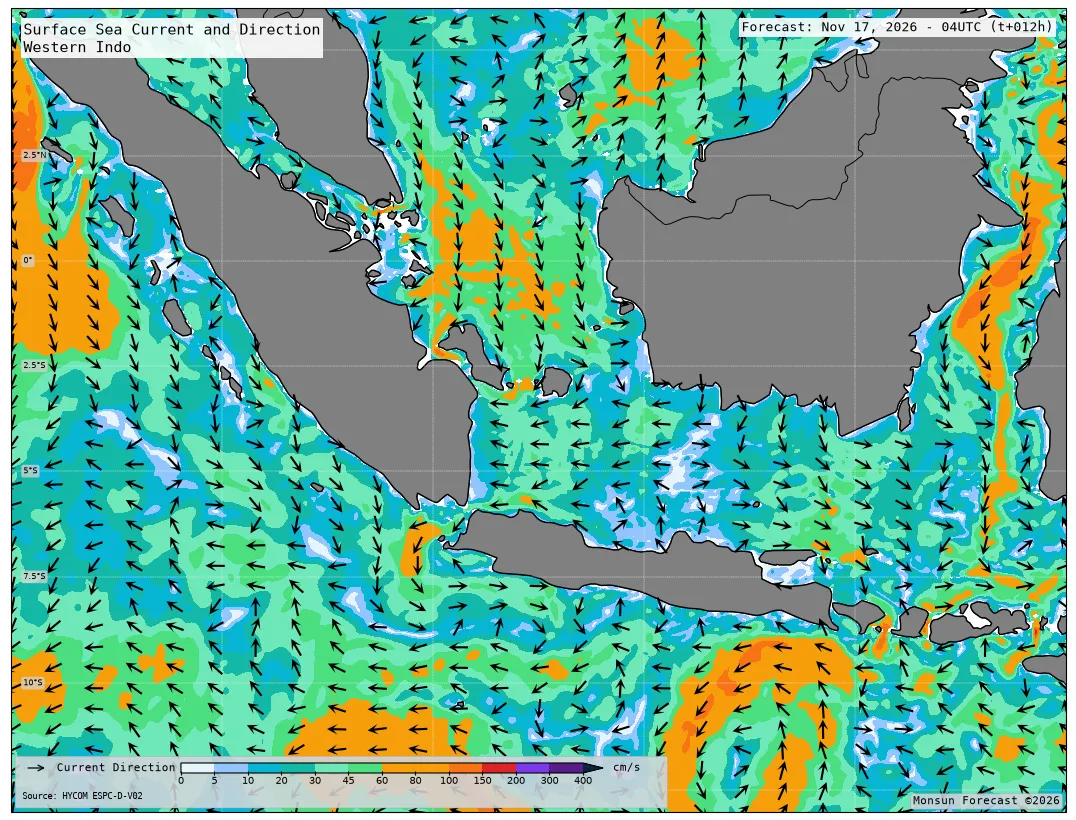 Surface Sea Current and Direction
Western Indo
Forecast: Nov 17, 2026 - 04UTC (t+012h)
2.5°N
0°
2.5°S
5°S
7.5°S
10°S
Current Direction
0 5 10 20 30 45 60 80 100 150 200 300 400 cm/s
Source: HYCOM ESPC-D-V02
Monsun Forecast ©2026